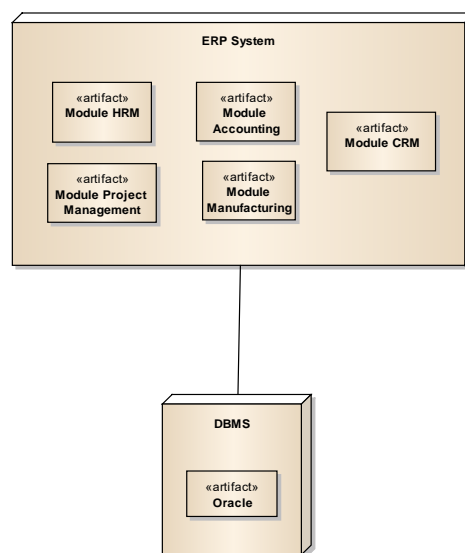 ERP System
«artifact»
Module HRM
«artifact»
Module
Accounting
«artifact»
Module CRM
«artifact»
Module Project
Management
«artifact»
Module
Manufacturing
DBMS
«artifact»
Oracle